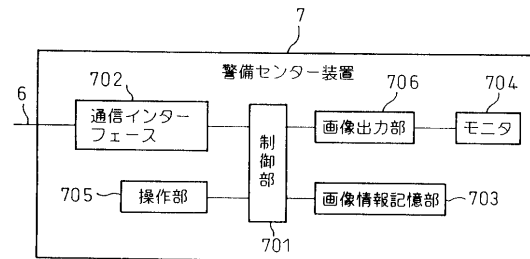 7
警備センター装置
6
702
通信インター
フェース
706
画像出力部
704
モニタ
制御部
705
操作部
画像情報記憶部
703
701